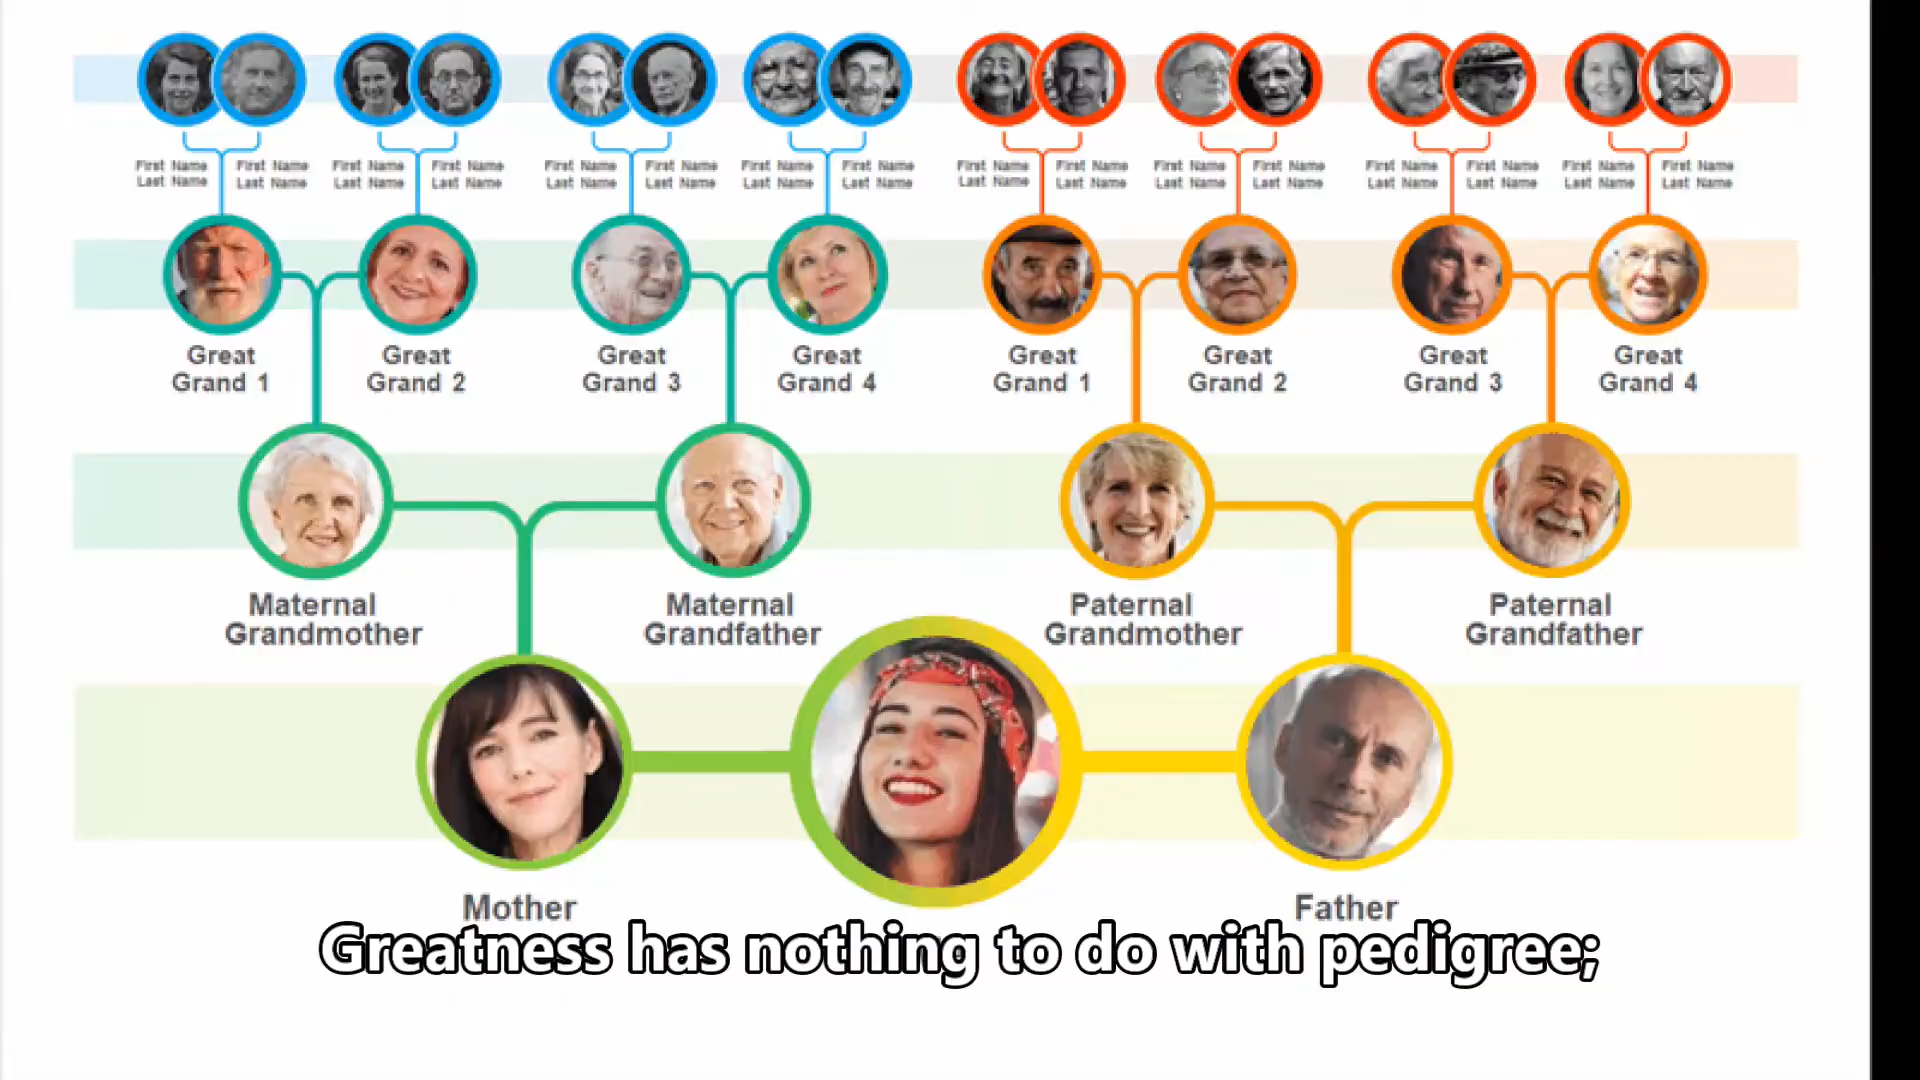 First Name
Last Name
First Name
Last Name
First Name
Last Name
First Name
Last Name
First Name
Last Name
First Name
Last Name
First Name
Last Name
First Name
Last Name
First Name
Last Name
First Name
Last Name
First Name
Last Name
First Name
Last Name
First Name
Last Name
First Name
Last Name
First Name
Last Name
First Name
Last Name
Great
Grand 1
Great
Grand 2
Great
Grand 3
Great
Grand 4
Great
Grand 1
Great
Grand 2
Great
Grand 3
Great
Grand 4
Maternal
Grandmother
Maternal
Grandfather
Paternal
Grandmother
Paternal
Grandfather
Mother
Father
Greatness has nothing to do with pedigree;